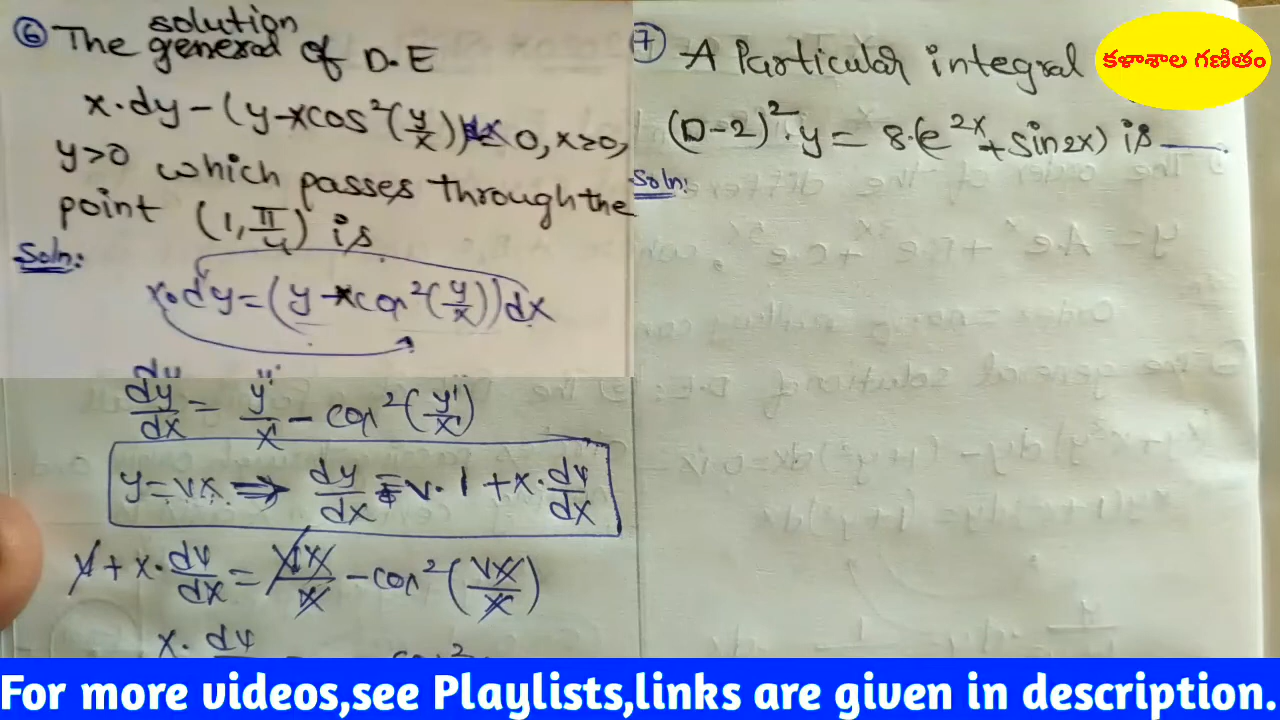 ⑥ The general solution of D.E
x.dy-(y-xcos²(y/x))dx=0, x>0,
y>0 which passes through the
point (1, π/4) is
Soln:
x.dy=(y-xcos²(y/x))dx
dy/dx = y/x - cos²(y/x)
y=vx ⇒ dy/dx = v.1+x.dv/dx
v+x.dv/dx = vx/x - cos²(vx/x)
x.dv
⑦ A Particular integral
(D-2)².y= 8.(e^2x + sin2x) is ___.
Soln:
కళాశాల గణితం
For more videos,see Playlists,links are given in description.